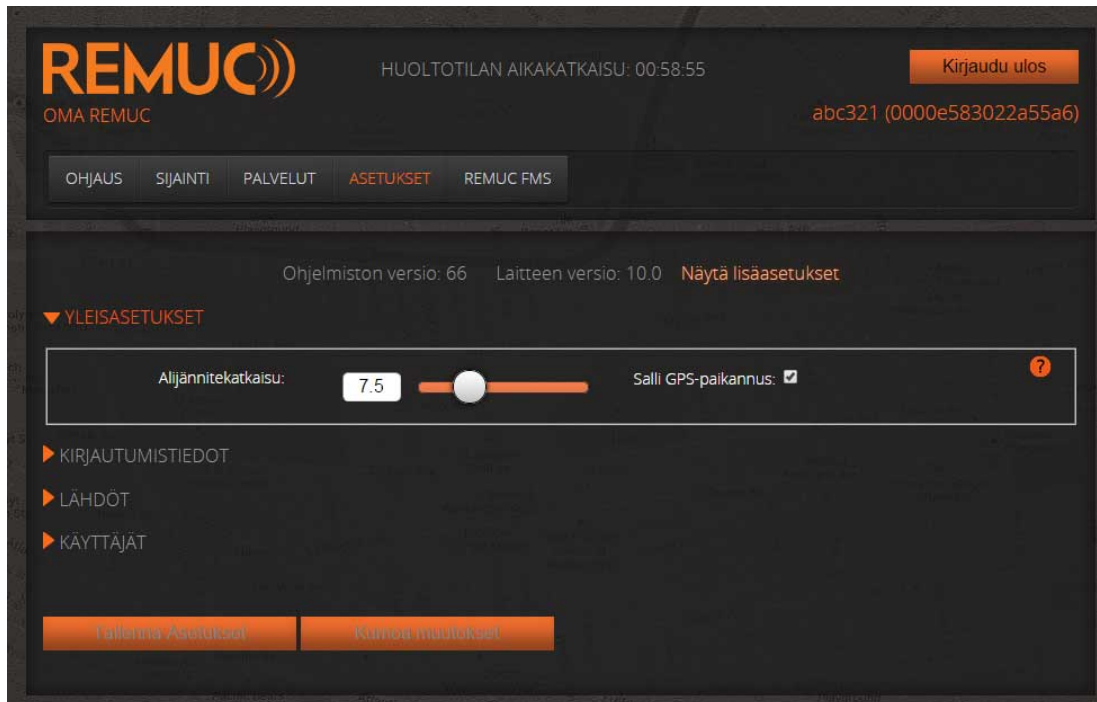 REMUC
HUOLTOTILAN AIKAKATKAISU: 00:58:55
Kirjaudu ulos
OMA REMUC
abc321 (0000e583022a55a6)
OHJAUS SIJAINTI PALVELUT ASETUKSET REMUC FMS
Ohjelmiston versio: 66 Laitteen versio: 10.0 Näytä lisäasetukset
YLEISASETUKSET
Alijännitekatkaisu: 7.5 Salli GPS-paikannus: ?
KIRJAUTUMISTIEDOT
LÄHDÖT
KÄYTTÄJÄT
Tallenna Asetukset Kumoa muutokset